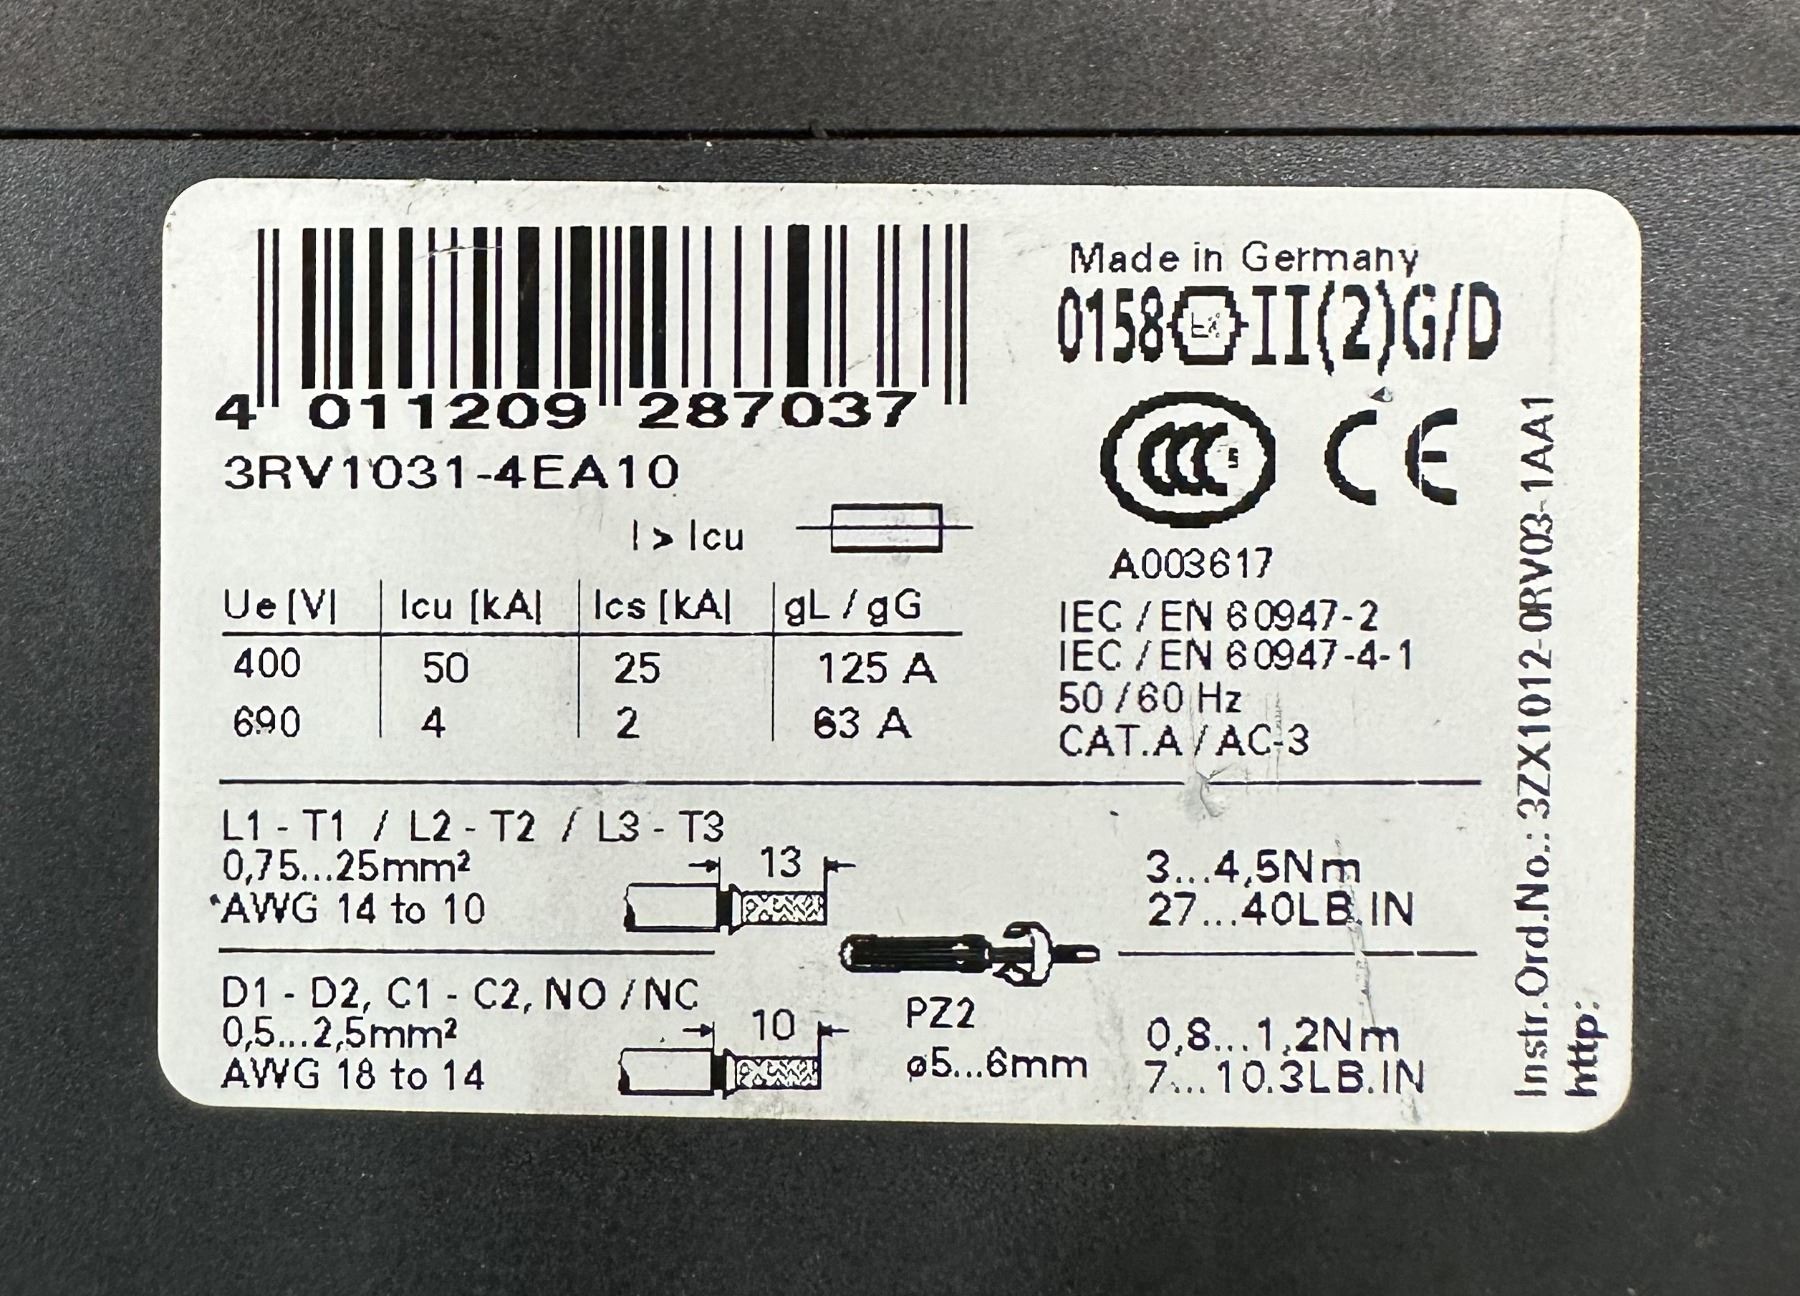 4 011209 287037
3RV1031-4EA10
I > Icu
Ue [V] Icu [kA] Ics [kA] gL / gG
400 50 25 125 A
690 4 2 63 A
Made in Germany
0158 Ex II(2)G/D
CCC S CE
A003617
IEC / EN 60947-2
IEC / EN 60947-4-1
50 / 60 Hz
CAT.A / AC-3
L1 - T1 / L2 - T2 / L3 - T3
0,75...25mm²
AWG 14 to 10
13
3...4,5Nm
27...40LB.IN
D1 - D2, C1 - C2, NO / NC
0,5...2,5mm²
AWG 18 to 14
10
PZ2
ø5...6mm
0,8...1,2Nm
7...10.3LB.IN
Instr.Ord.No.: 3ZX1012-0RV03-1AA1
http: